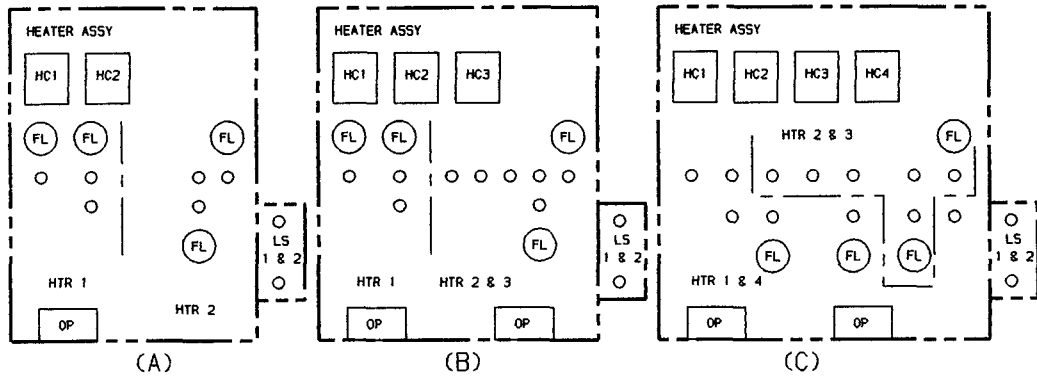 HEATER ASSY
HC1 HC2
FL FL FL
FL
LS
1 & 2
HTR 1
HTR 2
OP
(A)
HEATER ASSY
HC1 HC2 HC3
FL FL FL
FL
LS
1 & 2
HTR 1 HTR 2 & 3
OP OP
(B)
HEATER ASSY
HC1 HC2 HC3 HC4
HTR 2 & 3
FL
FL FL FL
LS
1 & 2
HTR 1 & 4
OP OP
(C)